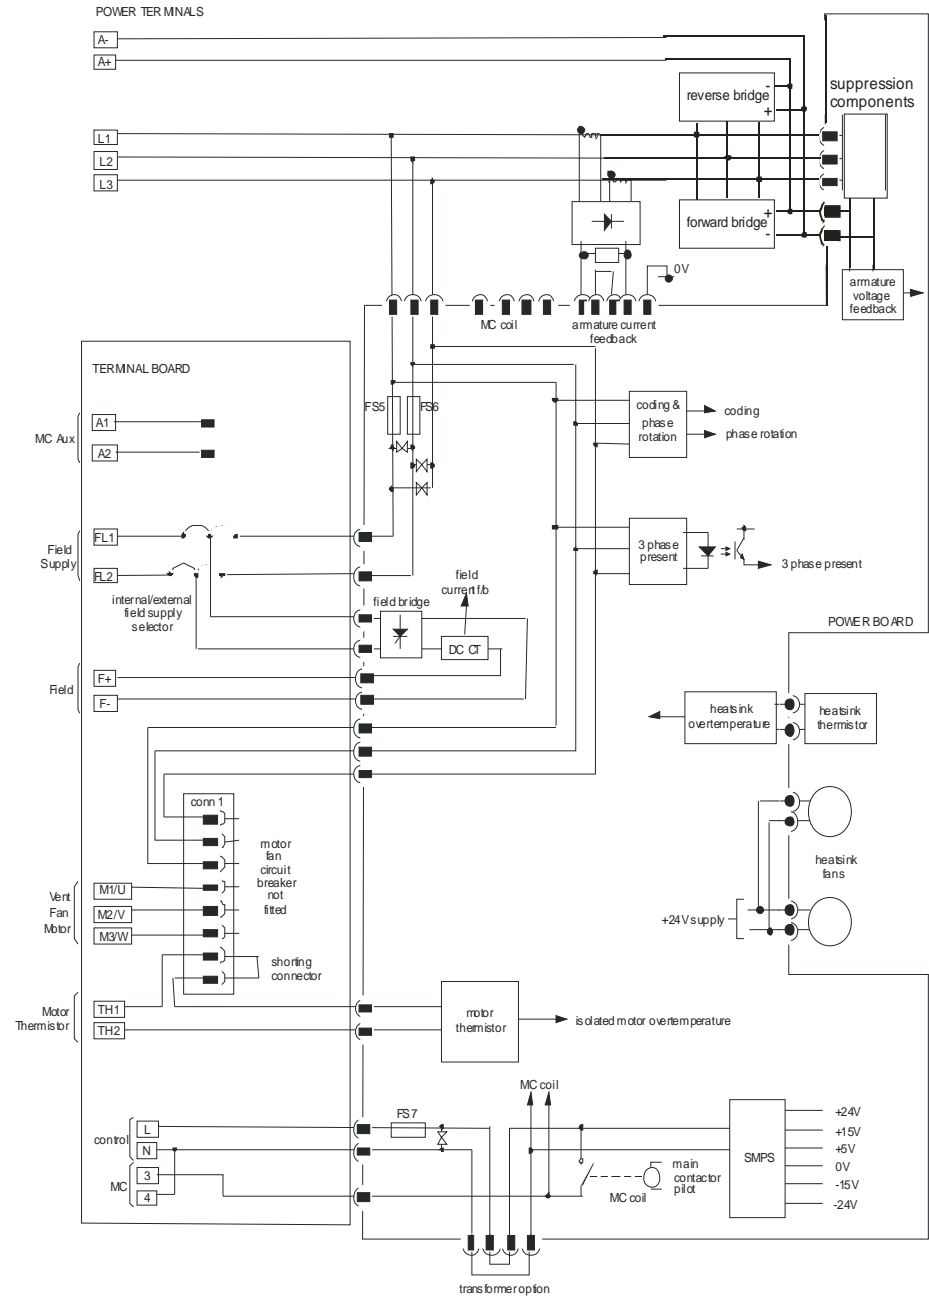 POWER TERMINALS
A-
A+
suppression
components
reverse bridge
-
+
L1
L2
L3
forward bridge
+
-
0V
armature
voltage
feedback
MC coil
armature current
feedback
TERMINAL BOARD
FS5
FS6
coding &
phase
rotation
coding
phase rotation
MC Aux
A1
A2
Field
Supply
FL1
FL2
3 phase
present
3 phase present
internal/external
field supply
selector
field
current f/b
field bridge
DC CT
POWER BOARD
Field
F+
F-
heatsink
overtemperature
heatsink
thermistor
conn 1
motor
fan
circuit
breaker
not
fitted
heatsink
fans
Vent
Fan
Motor
M1/U
M2/V
M3/W
+24V supply
shorting
connector
Motor
Thermistor
TH1
TH2
motor
thermistor
isolated motor overtemperature
MC coil
FS7
control
L
N
MC
3
4
SMPS
+24V
+15V
+5V
0V
-15V
-24V
main
contactor
pilot
MC coil
transformer option